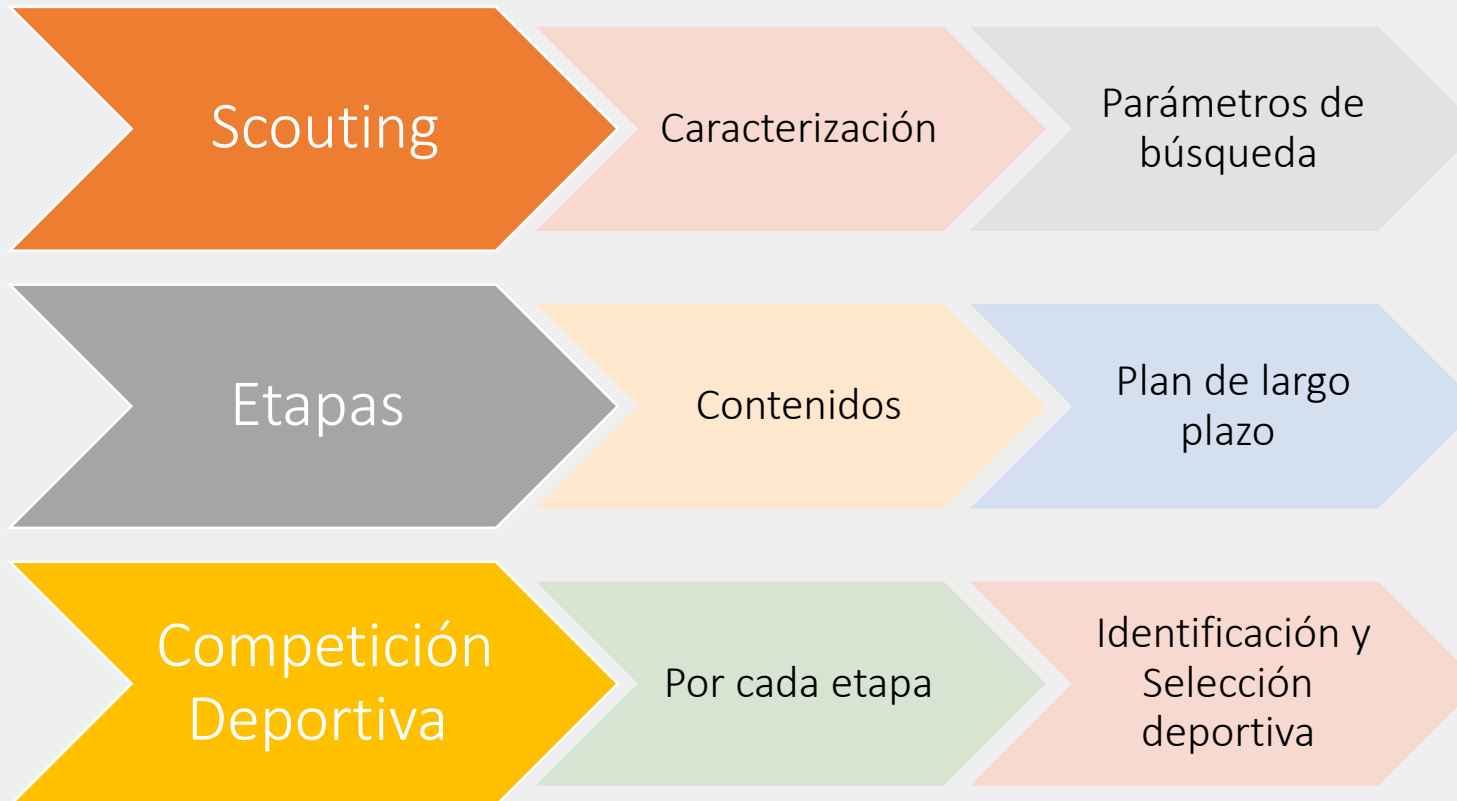 Scouting
Caracterización
Parámetros de
búsqueda
Etapas
Contenidos
Plan de largo
plazo
Competición
Deportiva
Por cada etapa
Identificación y
Selección
deportiva